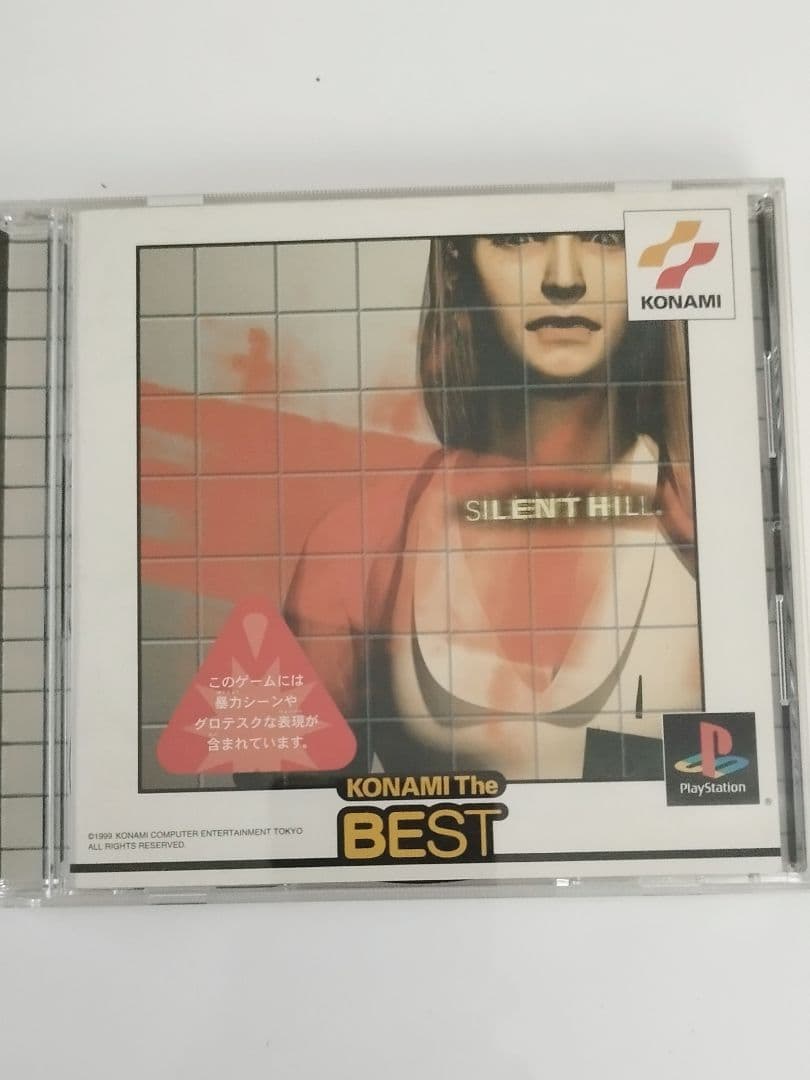 KONAMI
SILENT HILL®
このゲームには
暴力シーンや
グロテスクな表現が
含まれています。
PlayStation
®
KONAMI The
BEST
©1999 KONAMI COMPUTER ENTERTAINMENT TOKYO
ALL RIGHTS RESERVED.